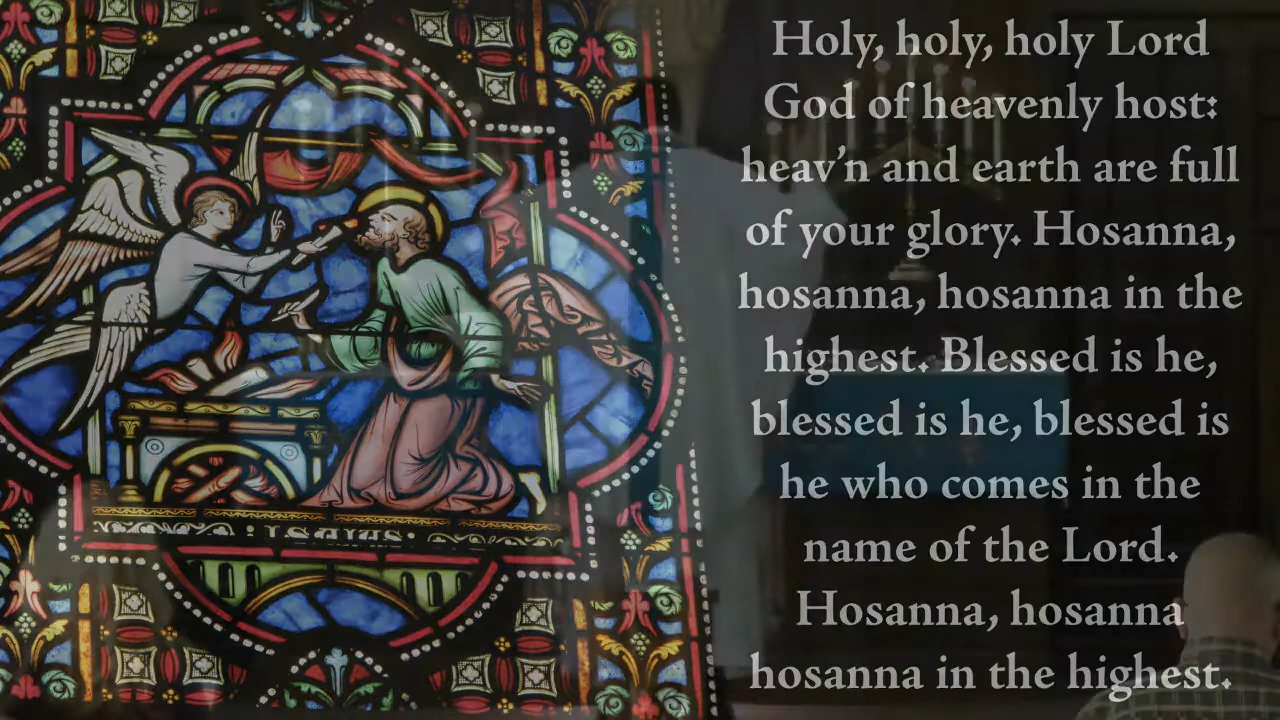 Holy, holy, holy Lord
God of heavenly host:
heav’n and earth are full
of your glory. Hosanna,
hosanna, hosanna in the
highest. Blessed is he,
blessed is he, blessed is
he who comes in the
name of the Lord.
Hosanna, hosanna
hosanna in the highest.